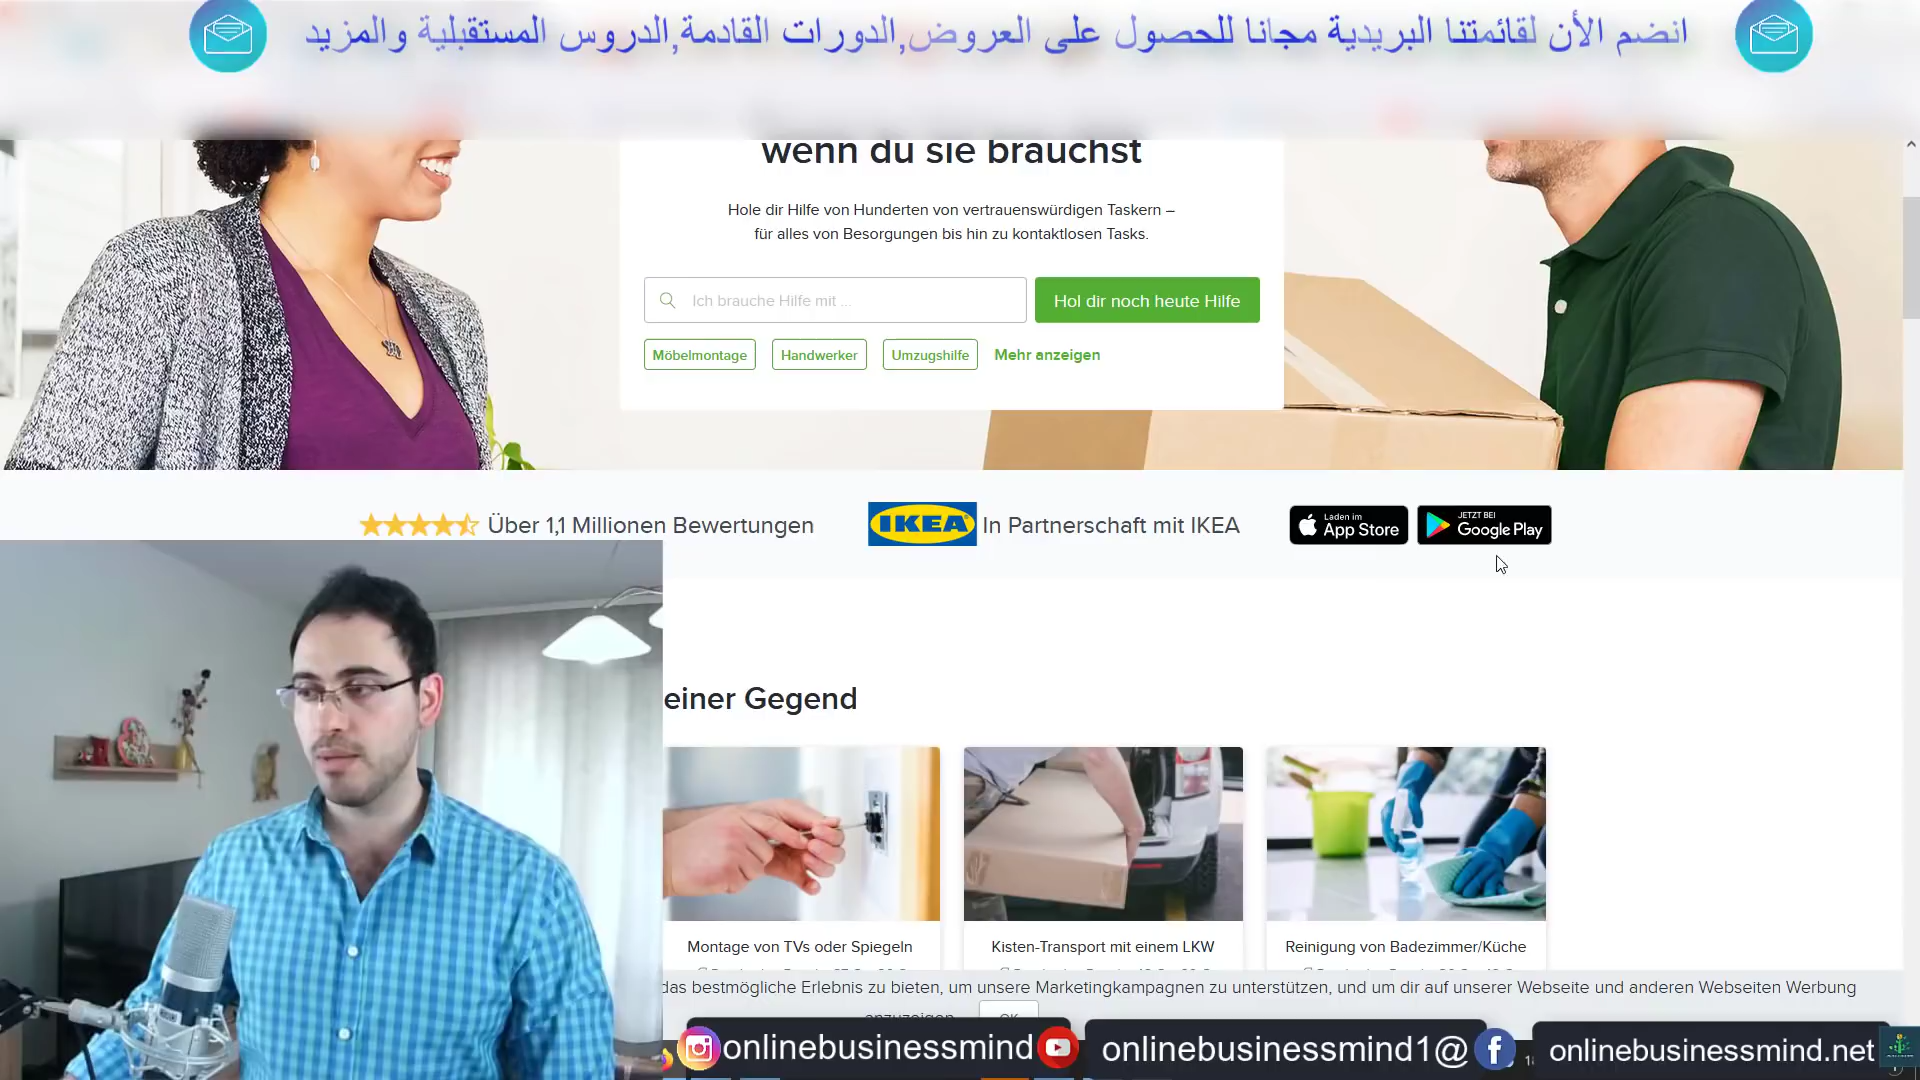 انضم الأن لقائمتنا البريدية مجانا للحصول على العروض,الدورات القادمة,الدروس المستقبلية والمزيد
wenn du sie brauchst
Hole dir Hilfe von Hunderten von vertrauenswürdigen Taskern –
für alles von Besorgungen bis hin zu kontaktlosen Tasks.
Ich brauche Hilfe mit ...
Hol dir noch heute Hilfe
Möbelmontage
Handwerker
Umzugshilfe
Mehr anzeigen
Über 1,1 Millionen Bewertungen
IKEA
In Partnerschaft mit IKEA
Laden im
App Store
JETZT BEI
Google Play
einer Gegend
Montage von TVs oder Spiegeln
Kisten-Transport mit einem LKW
Reinigung von Badezimmer/Küche
das bestmögliche Erlebnis zu bieten, um unsere Marketingkampagnen zu unterstützen, und um dir auf unserer Webseite und anderen Webseiten Werbung
anzuzeigen
OK
onlinebusinessmind
onlinebusinessmind1@
onlinebusinessmind.net